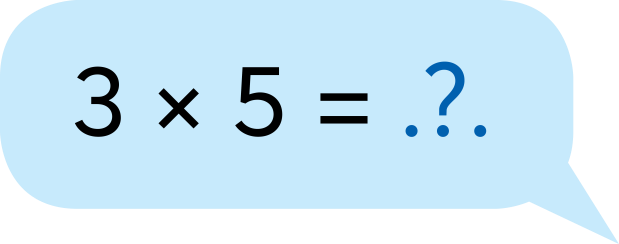 3 × 5 = .?.